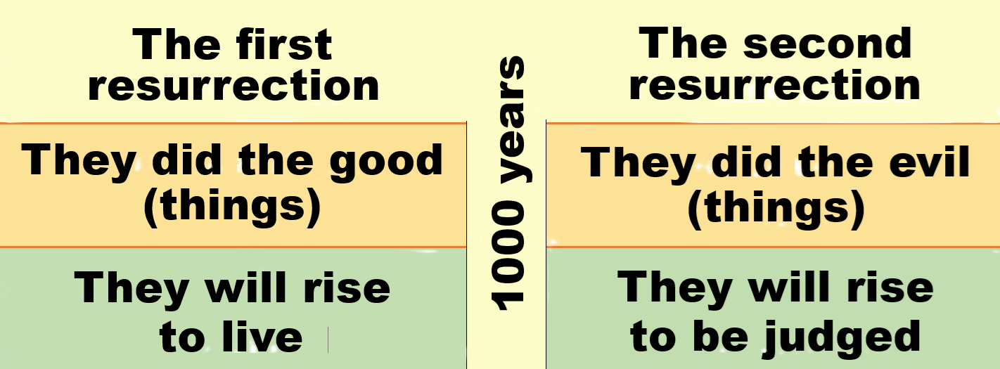 The first
resurrection
They did the good
(things)
They will rise
to live
1000 years
The second
resurrection
They did the evil
(things)
They will rise
to be judged